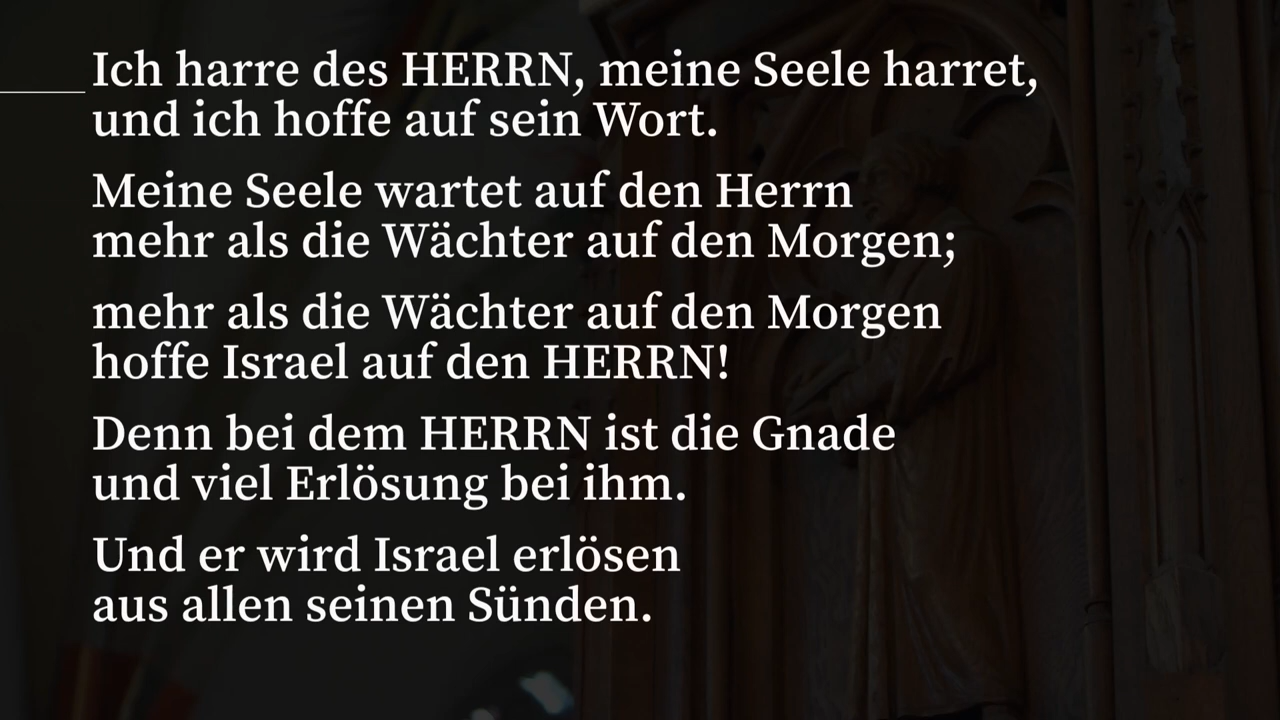 Ich harre des HERRN, meine Seele harret,
und ich hoffe auf sein Wort.
Meine Seele wartet auf den Herrn
mehr als die Wächter auf den Morgen;
mehr als die Wächter auf den Morgen
hoffe Israel auf den HERRN!
Denn bei dem HERRN ist die Gnade
und viel Erlösung bei ihm.
Und er wird Israel erlösen
aus allen seinen Sünden.